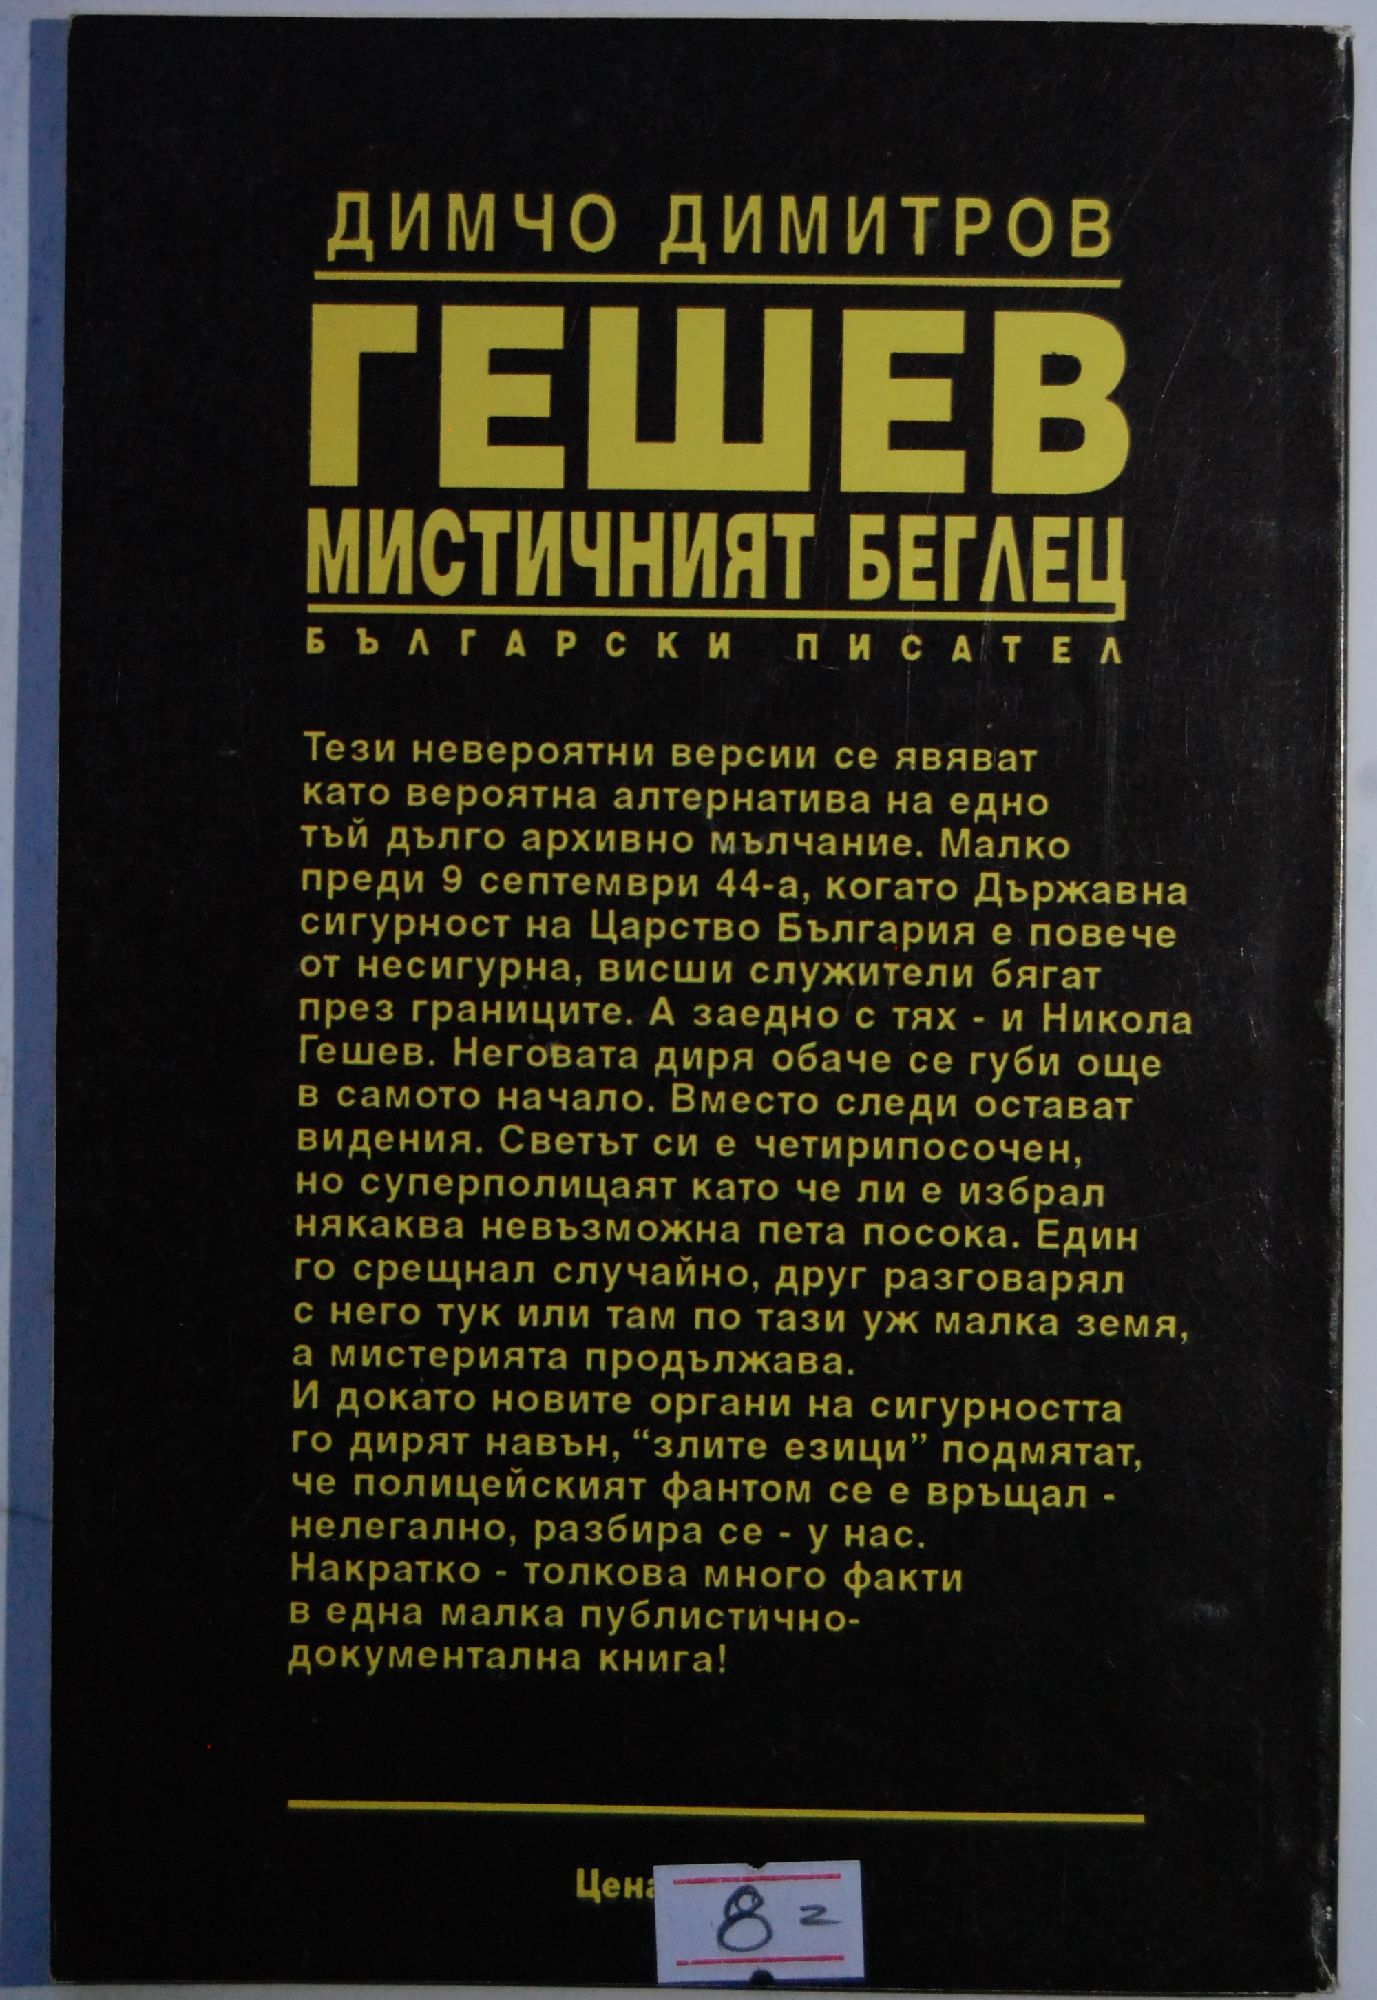 ДИМЧО ДИМИТРОВ
ГЕШЕВ
МИСТИЧНИЯТ БЕГЛЕЦ
БЪЛГАРСКИ ПИСАТЕЛ
Тези невероятни версии се явяват
като вероятна алтернатива на едно
тъй дълго архивно мълчание. Малко
преди 9 септември 44-а, когато Държавна
сигурност на Царство България е повече
от несигурна, висши служители бягат
през границите. А заедно с тях - и Никола
Гешев. Неговата диря обаче се губи още
в самото начало. Вместо следи остават
видения. Светът си е четирипосочен,
но суперполицаят като че ли е избрал
някаква невъзможна пета посока. Един
го срещнал случайно, друг разговарял
с него тук или там по тази уж малка земя,
а мистерията продължава.
И докато новите органи на сигурността
го дирят навън, “злите езици” подмятат,
че полицейският фантом се е връщал -
нелегално, разбира се - у нас.
Накратко - толкова много факти
в една малка публистично-
документална книга!
Цена
8=